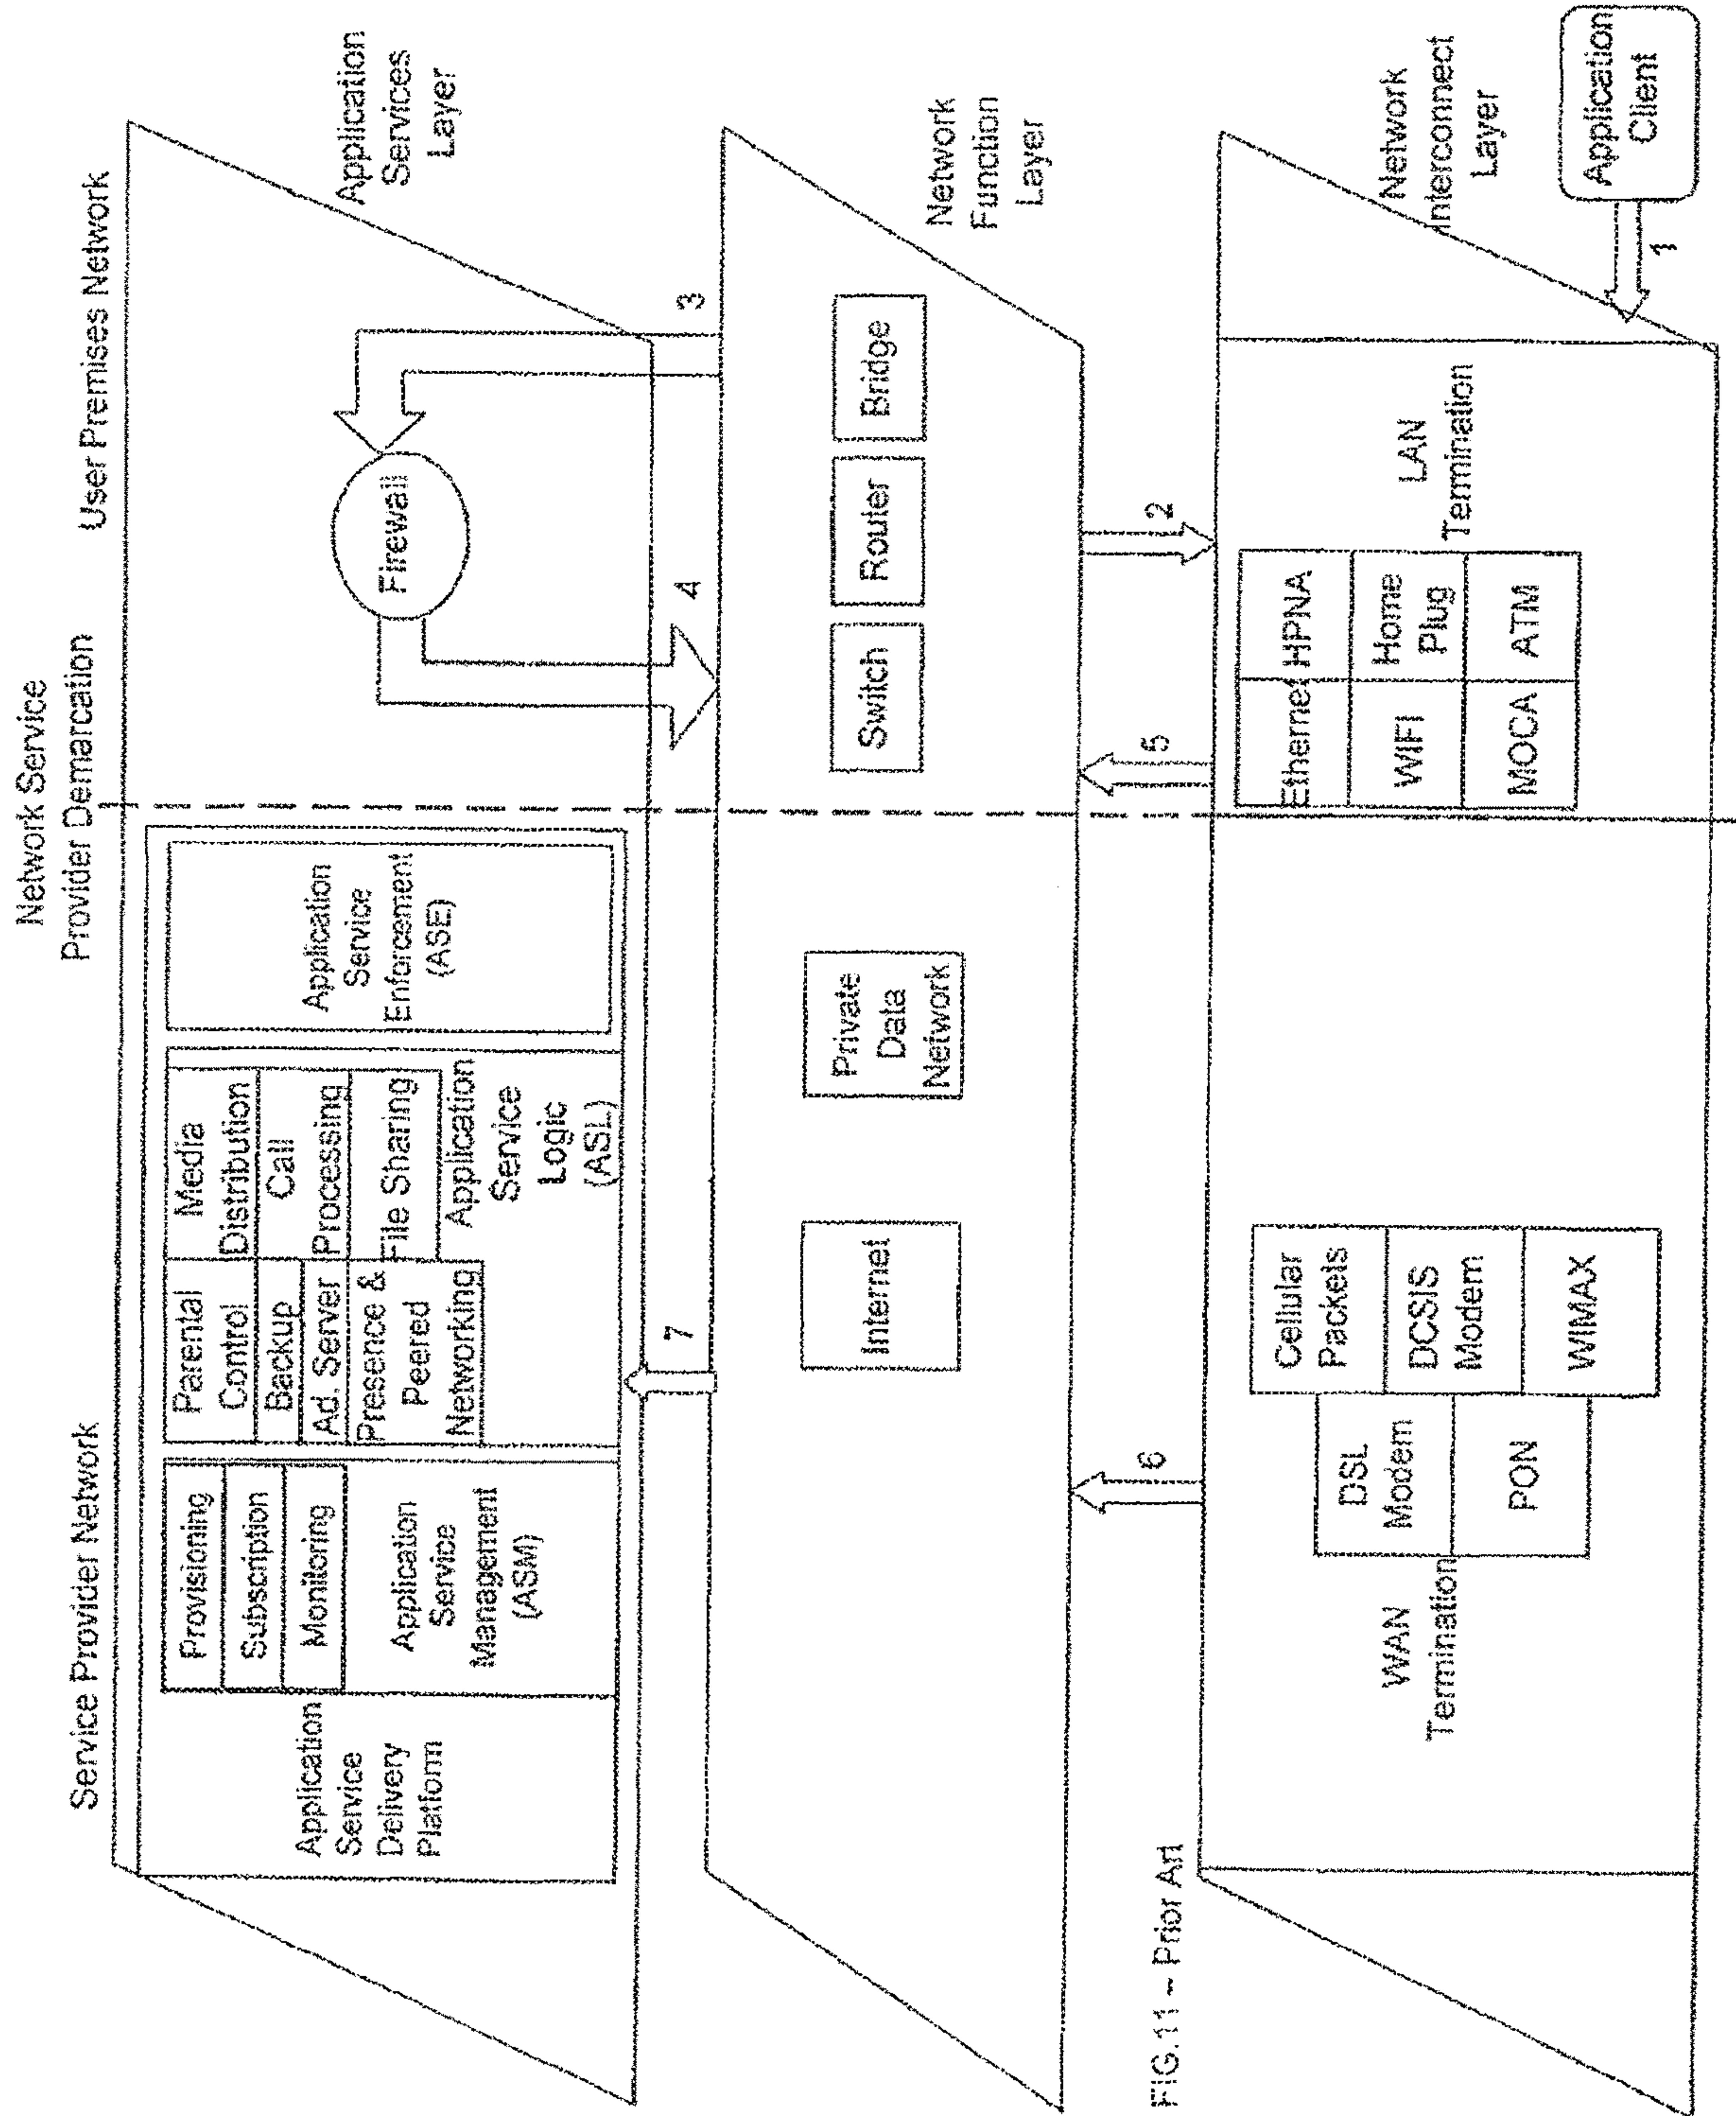 Network Service
Provider Demarcation
Service Provider Network
User Premises Network
Application
Services
Layer
Application
Service
Delivery
Platform
Provisioning
Subscription
Monitoring
Application
Service
Management
(ASM)
Parental
Control
Backup
Ad. Server
Presence &
Peered
Networking
Media
Distribution
Call
Processing
File Sharing
Application
Service
Logic
(ASL)
Application
Service
Enforcement
(ASE)
Firewall
7
4
3
Network
Function
Layer
Internet
Private
Data
Network
Switch
Router
Bridge
6
5
2
FIG.11 - Prior Art
Network
Interconnect
Layer
WAN
Termination
DSL
Modem
PON
Cellular
Packets
DCSIS
Modem
WIMAX
Ethernet
HPNA
WIFI
Home
Plug
MOCA
ATM
LAN
Termination
1
Application
Client